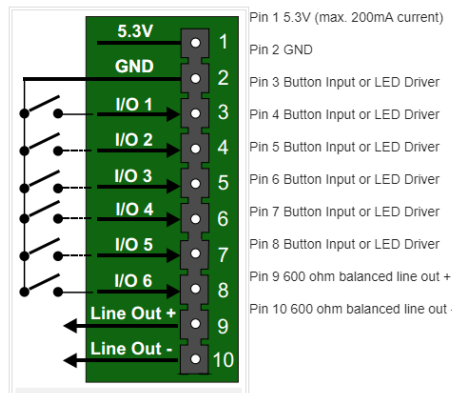 5.3V
1
GND
2
I/O 1
3
I/O 2
4
I/O 3
5
I/O 4
6
I/O 5
7
I/O 6
8
Line Out +
9
Line Out -
10
Pin 1 5.3V (max. 200mA current)
Pin 2 GND
Pin 3 Button Input or LED Driver
Pin 4 Button Input or LED Driver
Pin 5 Button Input or LED Driver
Pin 6 Button Input or LED Driver
Pin 7 Button Input or LED Driver
Pin 8 Button Input or LED Driver
Pin 9 600 ohm balanced line out +
Pin 10 600 ohm balanced line out -